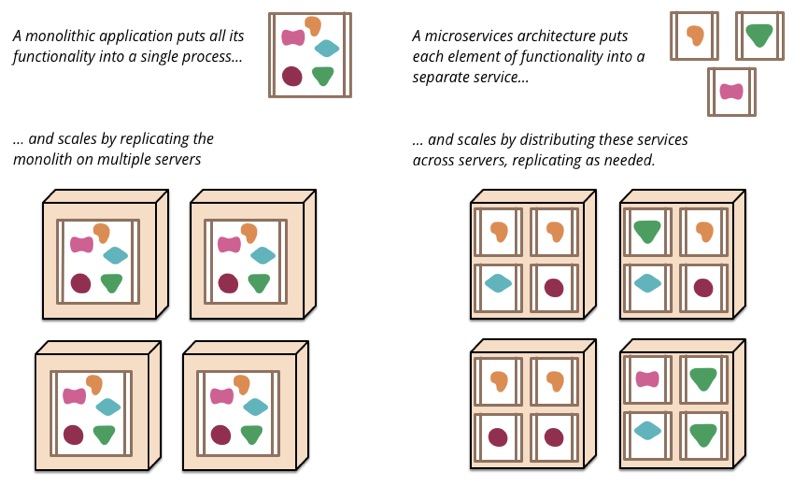 A monolithic application puts all its
functionality into a single process...
... and scales by replicating the
monolith on multiple servers
A microservices architecture puts
each element of functionality into a
separate service...
... and scales by distributing these services
across servers, replicating as needed.